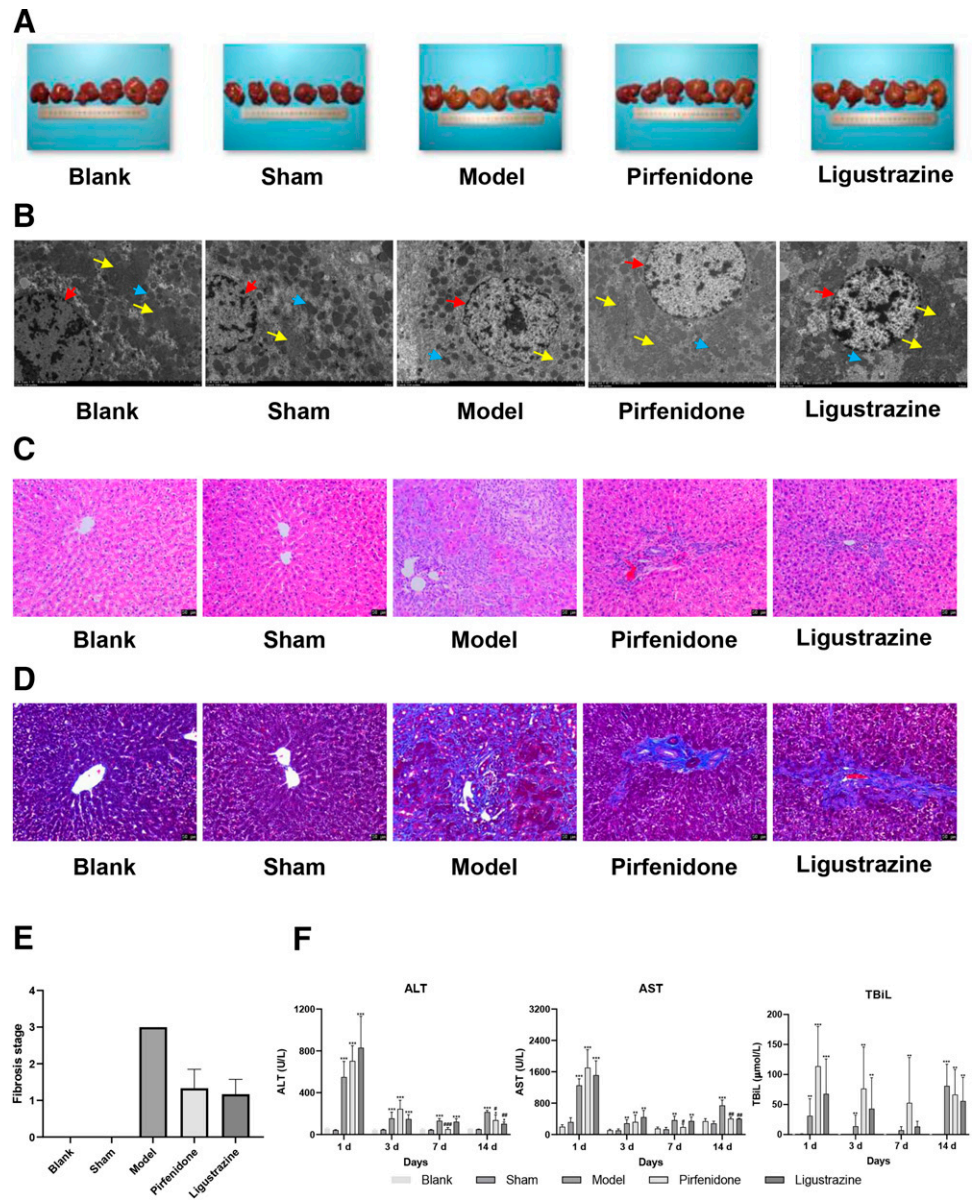 A
Blank Sham Model Pirfenidone Ligustrazine
B
Blank Sham Model Pirfenidone Ligustrazine
C
Blank Sham Model Pirfenidone Ligustrazine
D
Blank Sham Model Pirfenidone Ligustrazine
E
Fibrosis stage
4
3
2
1
0
Blank Sham Model Pirfenidone Ligustrazine
F
ALT
ALT (U/L)
1200
800
400
0
1 d 3 d 7 d 14 d
Days
AST
AST (U/L)
3200
2400
1600
800
0
1 d 3 d 7 d 14 d
Days
TBiL
TBiL (µmol/L)
200
150
100
50
0
1 d 3 d 7 d 14 d
Days
Blank Sham Model Pirfenidone Ligustrazine